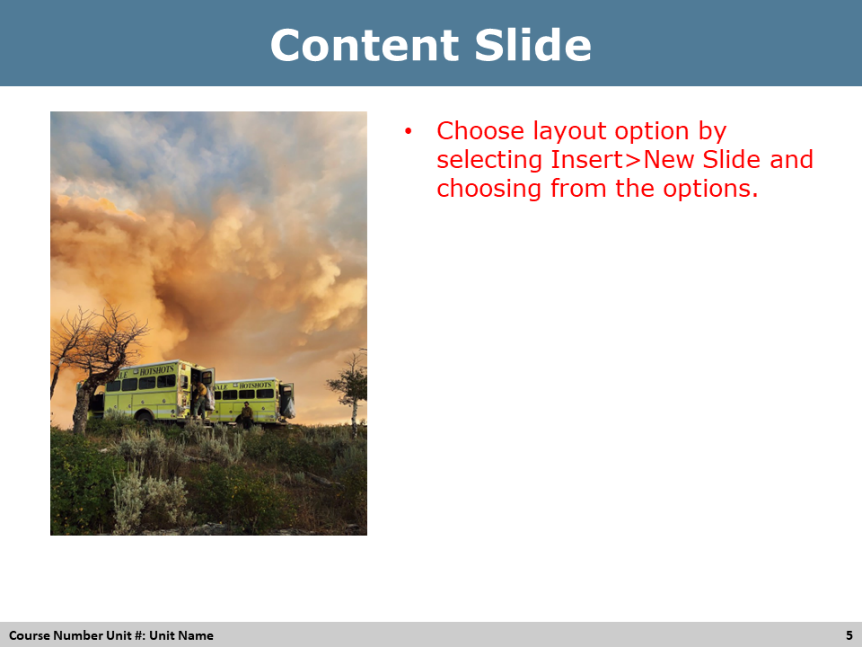 Content Slide
HOTSHOTS
HOTSHOTS
• Choose layout option by
selecting Insert>New Slide and
choosing from the options.
Course Number Unit #: Unit Name
5